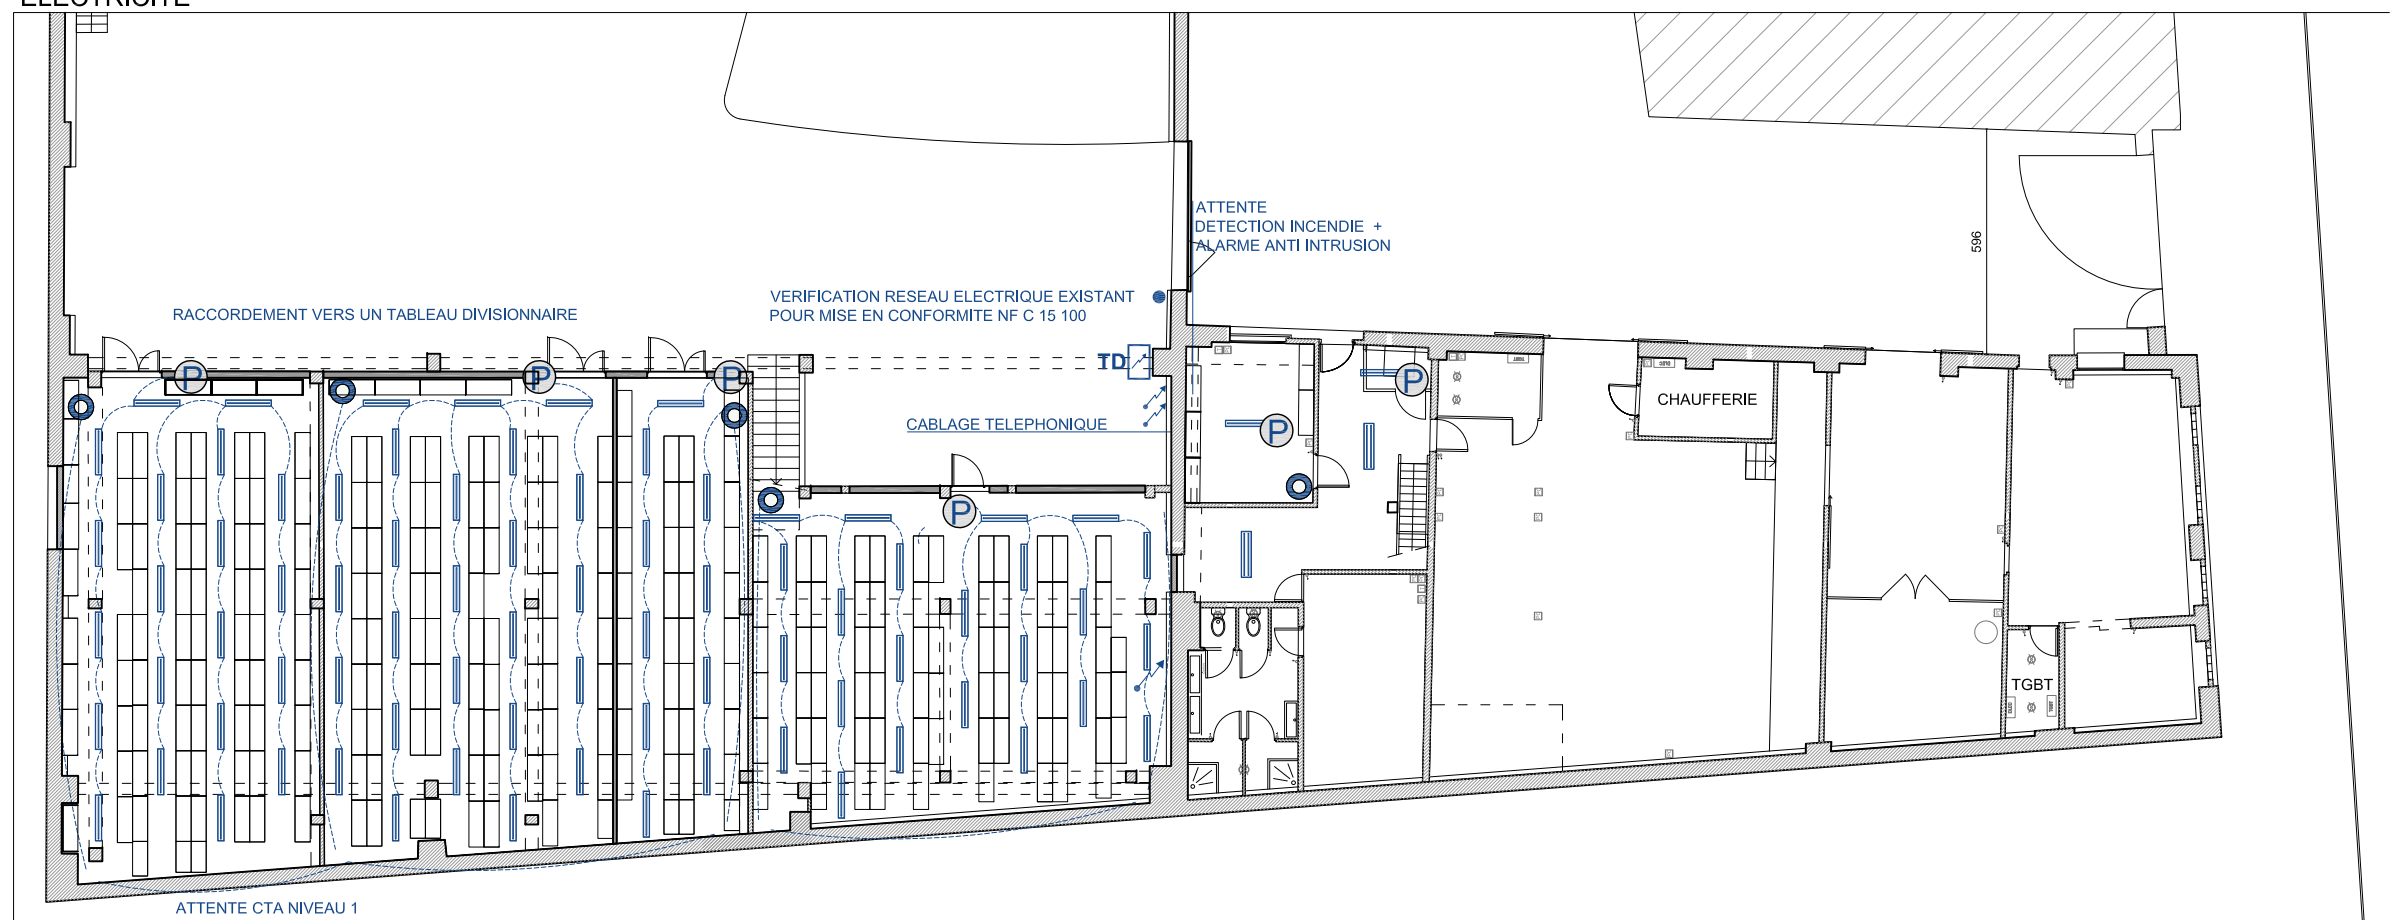 ELECTRICITE
ATTENTE
DETECTION INCENDIE +
ALARME ANTI INTRUSION
596
VERIFICATION RESEAU ELECTRIQUE EXISTANT
POUR MISE EN CONFORMITE NF C 15 100
RACCORDEMENT VERS UN TABLEAU DIVISIONNAIRE
TD
P
P
P
P
CHAUFFERIE
CABLAGE TELEPHONIQUE
P
P
TGBT
ATTENTE CTA NIVEAU 1